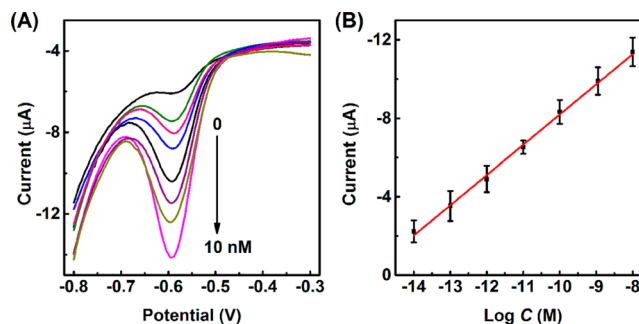 (A)
-4
-8
-12
Current (μA)
0
10 nM
-0.8 -0.7 -0.6 -0.5 -0.4 -0.3
Potential (V)
(B)
-12
-8
-4
0
Current (μA)
-14 -13 -12 -11 -10 -9 -8
Log C (M)